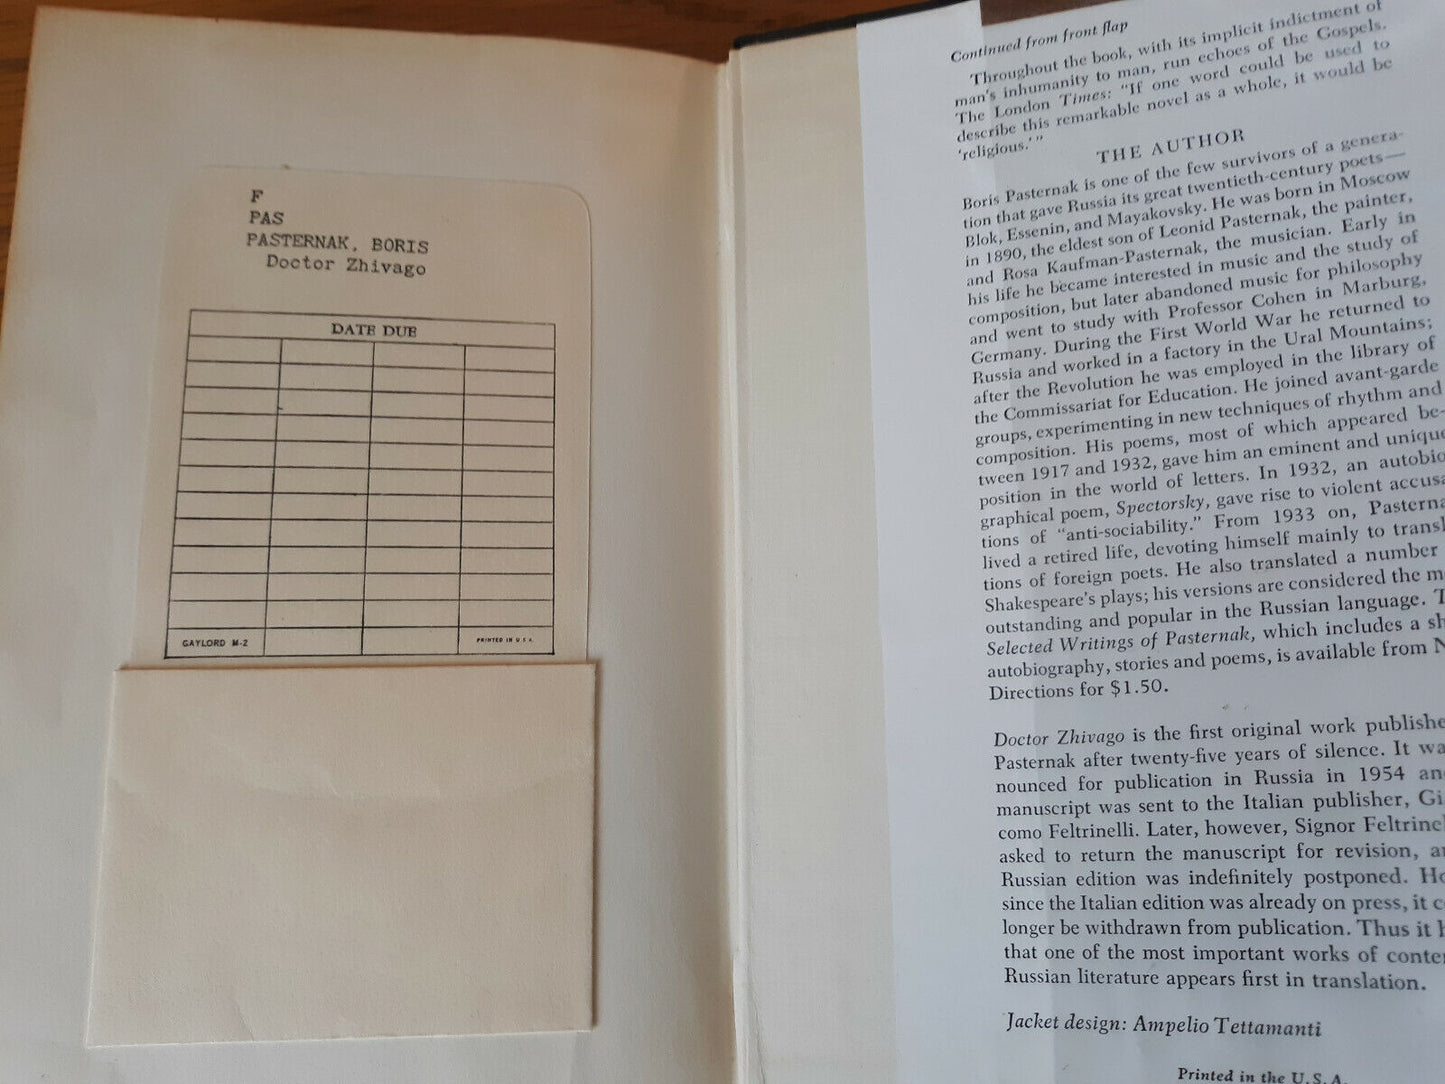 F
PAS
PASTERNAK, BORIS
Doctor Zhivago
DATE DUE
GAYLORD M-2
PRINTED IN U.S.A.
Continued from front flap
Throughout the book, with its implicit indictment of
man's inhumanity to man, run echoes of the Gospels.
The London Times: "If one word could be used to
describe this remarkable novel as a whole, it would be
'religious.'"
THE AUTHOR
Boris Pasternak is one of the few survivors of a genera-
tion that gave Russia its great twentieth-century poets—
Blok, Essenin, and Mayakovsky. He was born in Moscow
in 1890, the eldest son of Leonid Pasternak, the painter,
and Rosa Kaufman-Pasternak, the musician. Early in
his life he became interested in music and the study of
composition, but later abandoned music for philosophy
and went to study with Professor Cohen in Marburg,
Germany. During the First World War he returned to
Russia and worked in a factory in the Ural Mountains;
after the Revolution he was employed in the library of
the Commissariat for Education. He joined avant-garde
groups, experimenting in new techniques of rhythm and
composition. His poems, most of which appeared be-
tween 1917 and 1932, gave him an eminent and unique
position in the world of letters. In 1932, an autobio
graphical poem, Spectorsky, gave rise to violent accusa
tions of "anti-sociability." From 1933 on, Pasterna
lived a retired life, devoting himself mainly to transl
tions of foreign poets. He also translated a number
Shakespeare's plays; his versions are considered the m
outstanding and popular in the Russian language. T
Selected Writings of Pasternak, which includes a sh
autobiography, stories and poems, is available from N
Directions for $1.50.
Doctor Zhivago is the first original work publishe
Pasternak after twenty-five years of silence. It wa
nounced for publication in Russia in 1954 an
manuscript was sent to the Italian publisher, Gi
como Feltrinelli. Later, however, Signor Feltrinel
asked to return the manuscript for revision, a
Russian edition was indefinitely postponed. Ho
since the Italian edition was already on press, it c
longer be withdrawn from publication. Thus it h
that one of the most important works of conte
Russian literature appears first in translation.
Jacket design: Ampelio Tettamanti
Printed in the U.S.A.